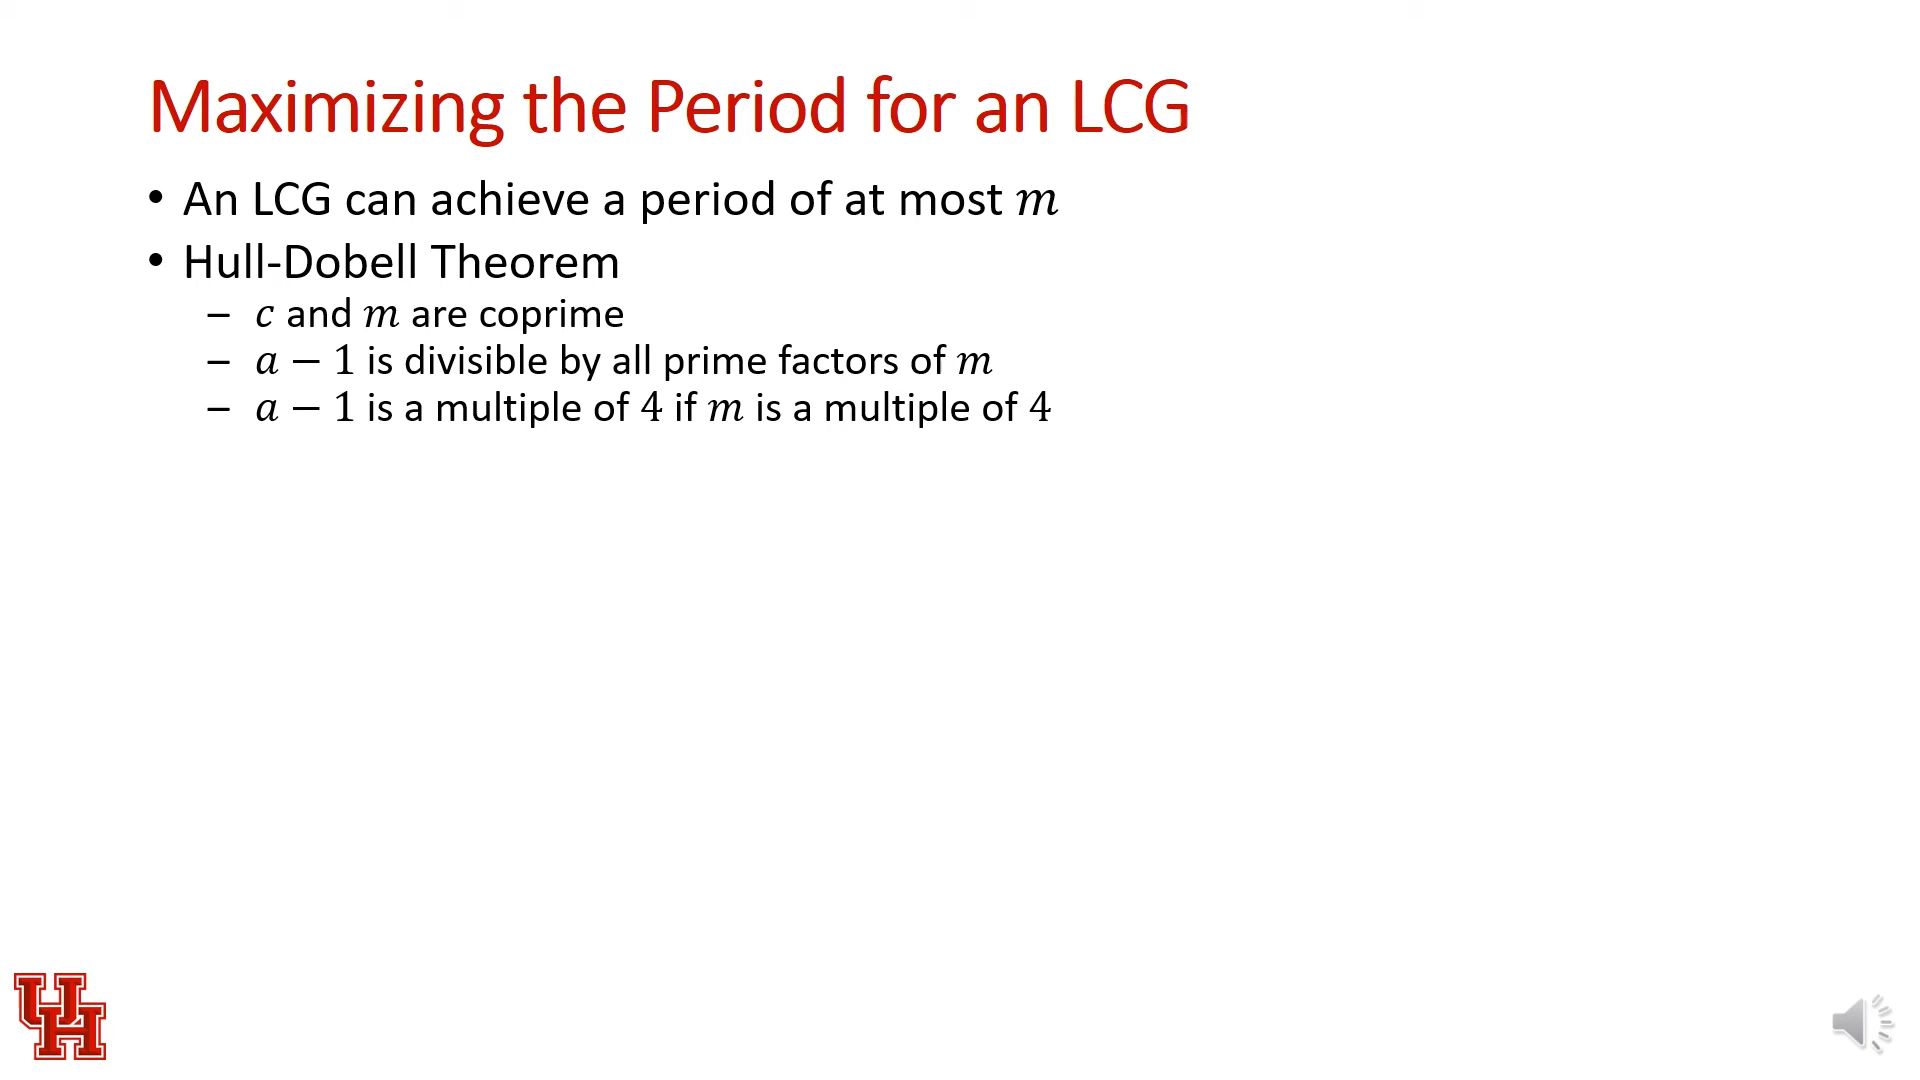 Maximizing the Period for an LCG
• An LCG can achieve a period of at most m
• Hull-Dobell Theorem
– c and m are coprime
– a − 1 is divisible by all prime factors of m
– a − 1 is a multiple of 4 if m is a multiple of 4
UH